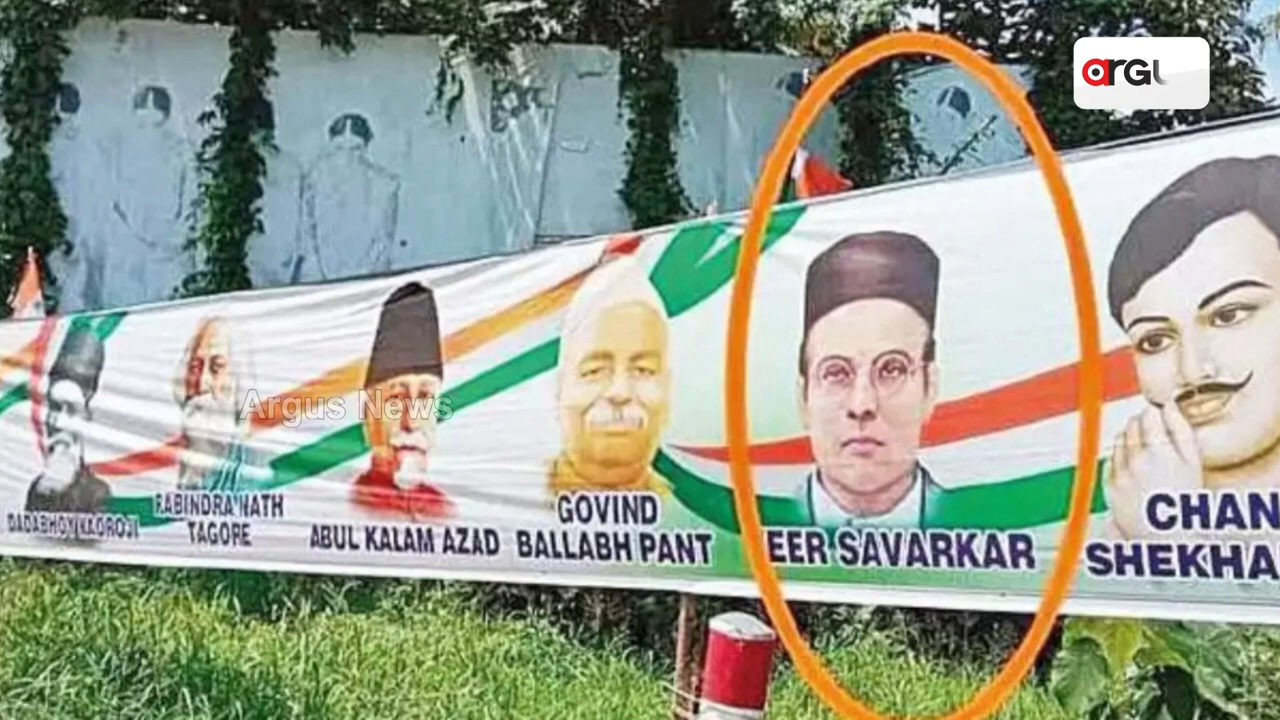 ARGU
Argus News
DADABHOY NAOROJI
RABINDRA NATH
TAGORE
ABUL KALAM AZAD
GOVIND
BALLABH PANT
EER SAVARKAR
CHAN
SHEKHA